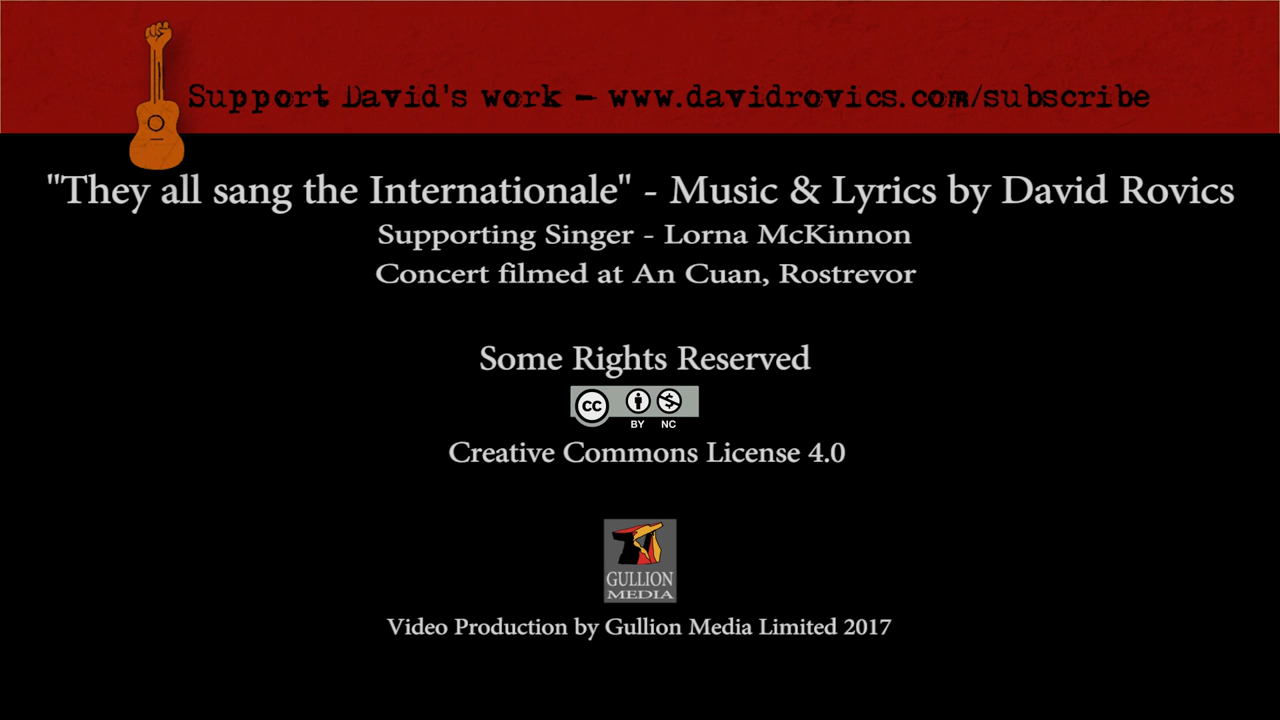 Support David's work - www.davidrovics.com/subscribe
"They all sang the Internationale" - Music & Lyrics by David Rovics
Supporting Singer - Lorna McKinnon
Concert filmed at An Cuan, Rostrevor
Some Rights Reserved
cc
BY NC
Creative Commons License 4.0
GULLION
MEDIA
Video Production by Gullion Media Limited 2017